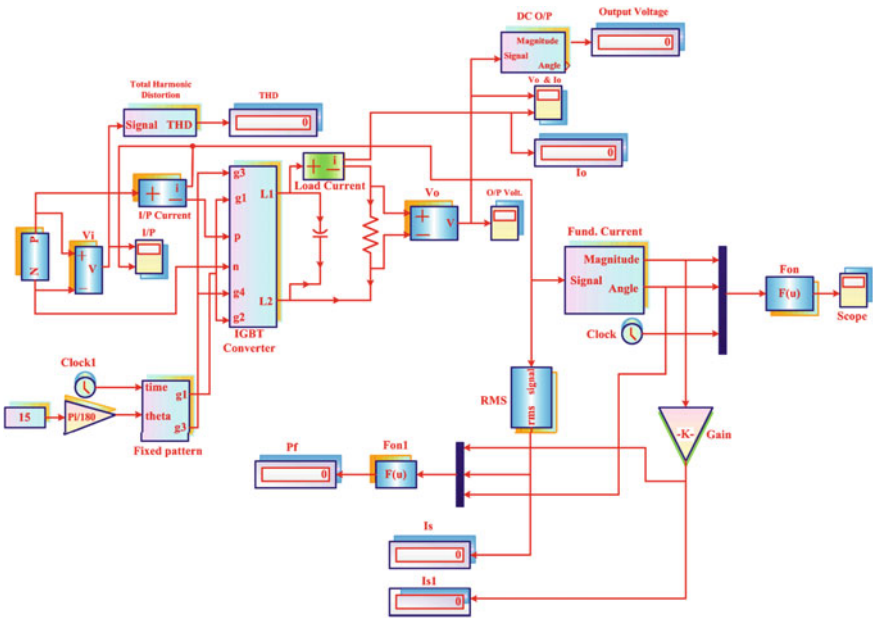 DC O/P
Output Voltage
Magnitude
Signal
Angle
0
Vo & Io
Total Harmonic
Distortion
THD
Signal THD
0
0
Io
g3
g1
p
n
g4
g2
L1
L2
+ i
-
Load Current
+ i
-
I/P Current
Vo
+
-
V
O/P Volt.
N P
Vi
+
-
V
I/P
IGBT
Converter
Fund. Current
Magnitude
Signal
Angle
Fon
F(u)
Scope
Clock
Clock1
15
Pi/180
time
theta
g1
g3
Fixed pattern
RMS
signal
rms
-K-
Gain
Pf
0
Fon1
F(u)
Is
0
Is1
0